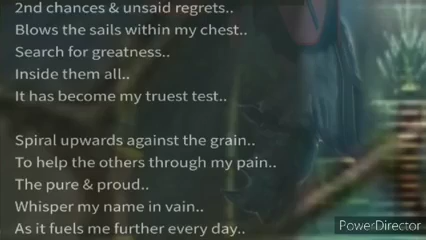 2nd chances & unsaid regrets..
Blows the sails within my chest..
Search for greatness..
Inside them all..
It has become my truest test..
Spiral upwards against the grain..
To help the others through my pain..
The pure & proud..
Whisper my name in vain..
As it fuels me further every day..
PowerDirector